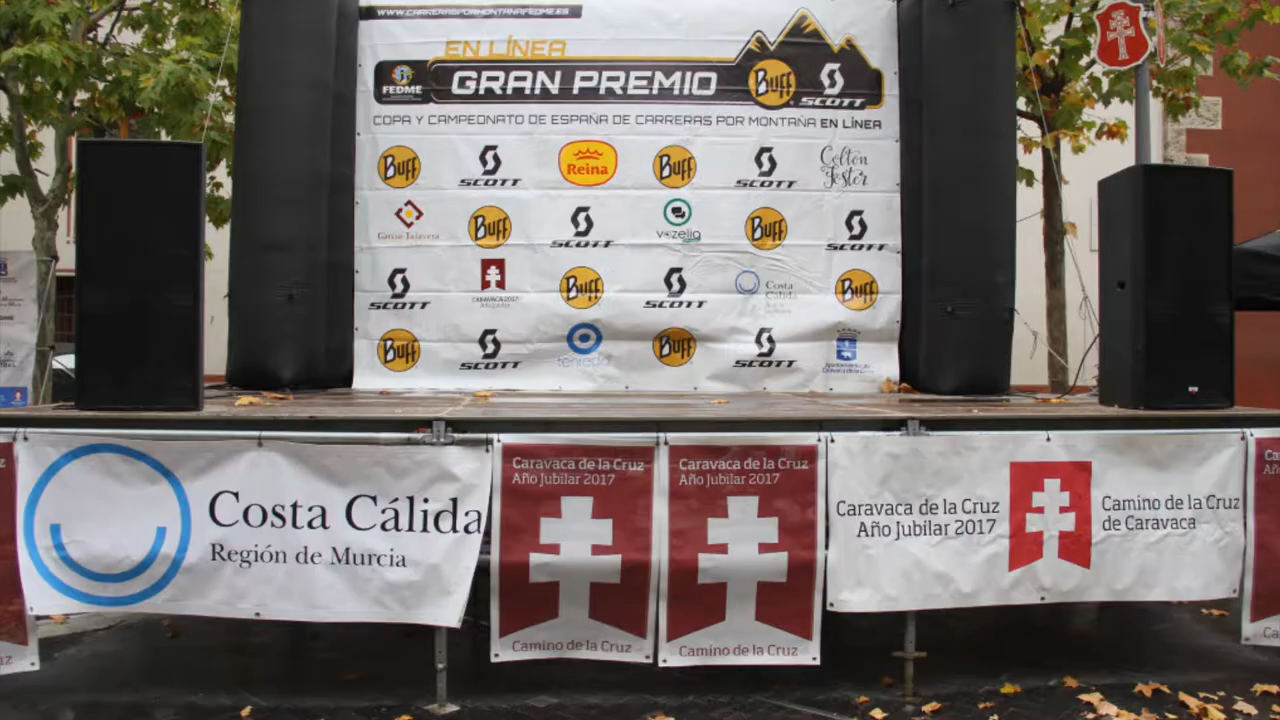 WWW.CARRERASPORMONTAÑAFEDME.ES
EN LÍNEA
FEDME
GRAN PREMIO
BUFF
SCOTT
COPA Y CAMPEONATO DE ESPAÑA DE CARRERAS POR MONTAÑA EN LÍNEA
BUFF
SCOTT
Reina
BUFF
SCOTT
BUFF
SCOTT
vozelia
BUFF
SCOTT
SCOTT
CARAVACA 2017
BUFF
SCOTT
Costa
Cálida
BUFF
BUFF
SCOTT
BUFF
SCOTT
Costa Cálida
Región de Murcia
Caravaca de la Cruz
Año Jubilar 2017
Camino de la Cruz
Caravaca de la Cruz
Año Jubilar 2017
Camino de la Cruz
Caravaca de la Cruz
Año Jubilar 2017
Camino de la Cruz
de Caravaca